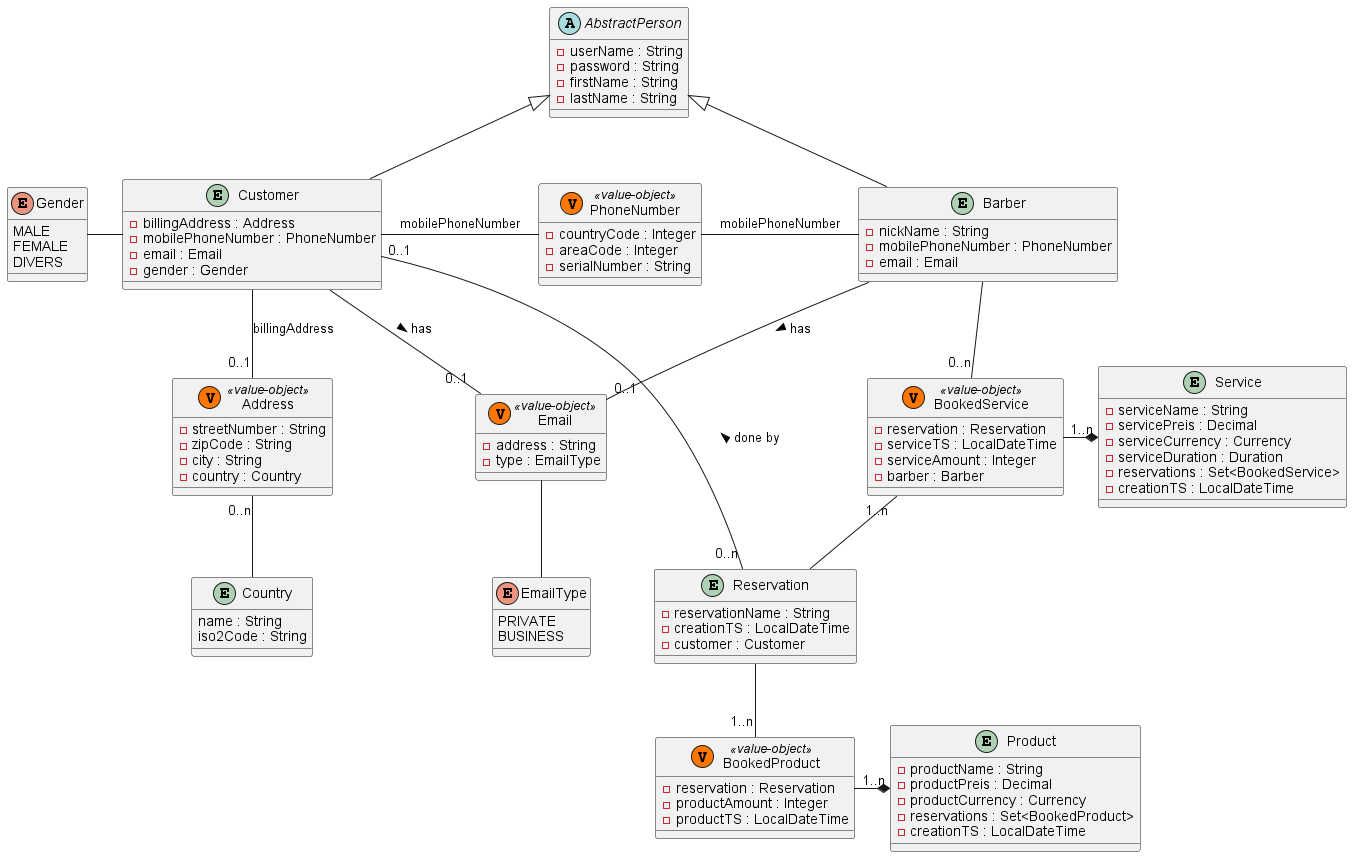 A AbstractPerson
userName : String
password : String
firstName : String
lastName : String
E Gender
MALE
FEMALE
DIVERS
E Customer
billingAddress : Address
mobilePhoneNumber : PhoneNumber
email : Email
gender : Gender
mobilePhoneNumber
0..1
V «value-object»
PhoneNumber
countryCode : Integer
areaCode : Integer
serialNumber : String
mobilePhoneNumber
E Barber
nickName : String
mobilePhoneNumber : PhoneNumber
email : Email
billingAddress
0..1
has
0..1
has
0..1
0..n
V «value-object»
Address
streetNumber : String
zipCode : String
city : String
country : Country
V «value-object»
Email
address : String
type : EmailType
done by
V «value-object»
BookedService
reservation : Reservation
serviceTS : LocalDateTime
serviceAmount : Integer
barber : Barber
1..n
E Service
serviceName : String
servicePreis : Decimal
serviceCurrency : Currency
serviceDuration : Duration
reservations : Set<BookedService>
creationTS : LocalDateTime
0..n
1..n
0..n
E Country
name : String
iso2Code : String
E EmailType
PRIVATE
BUSINESS
E Reservation
reservationName : String
creationTS : LocalDateTime
customer : Customer
1..n
V «value-object»
BookedProduct
reservation : Reservation
productAmount : Integer
productTS : LocalDateTime
1..n
E Product
productName : String
productPreis : Decimal
productCurrency : Currency
reservations : Set<BookedProduct>
creationTS : LocalDateTime